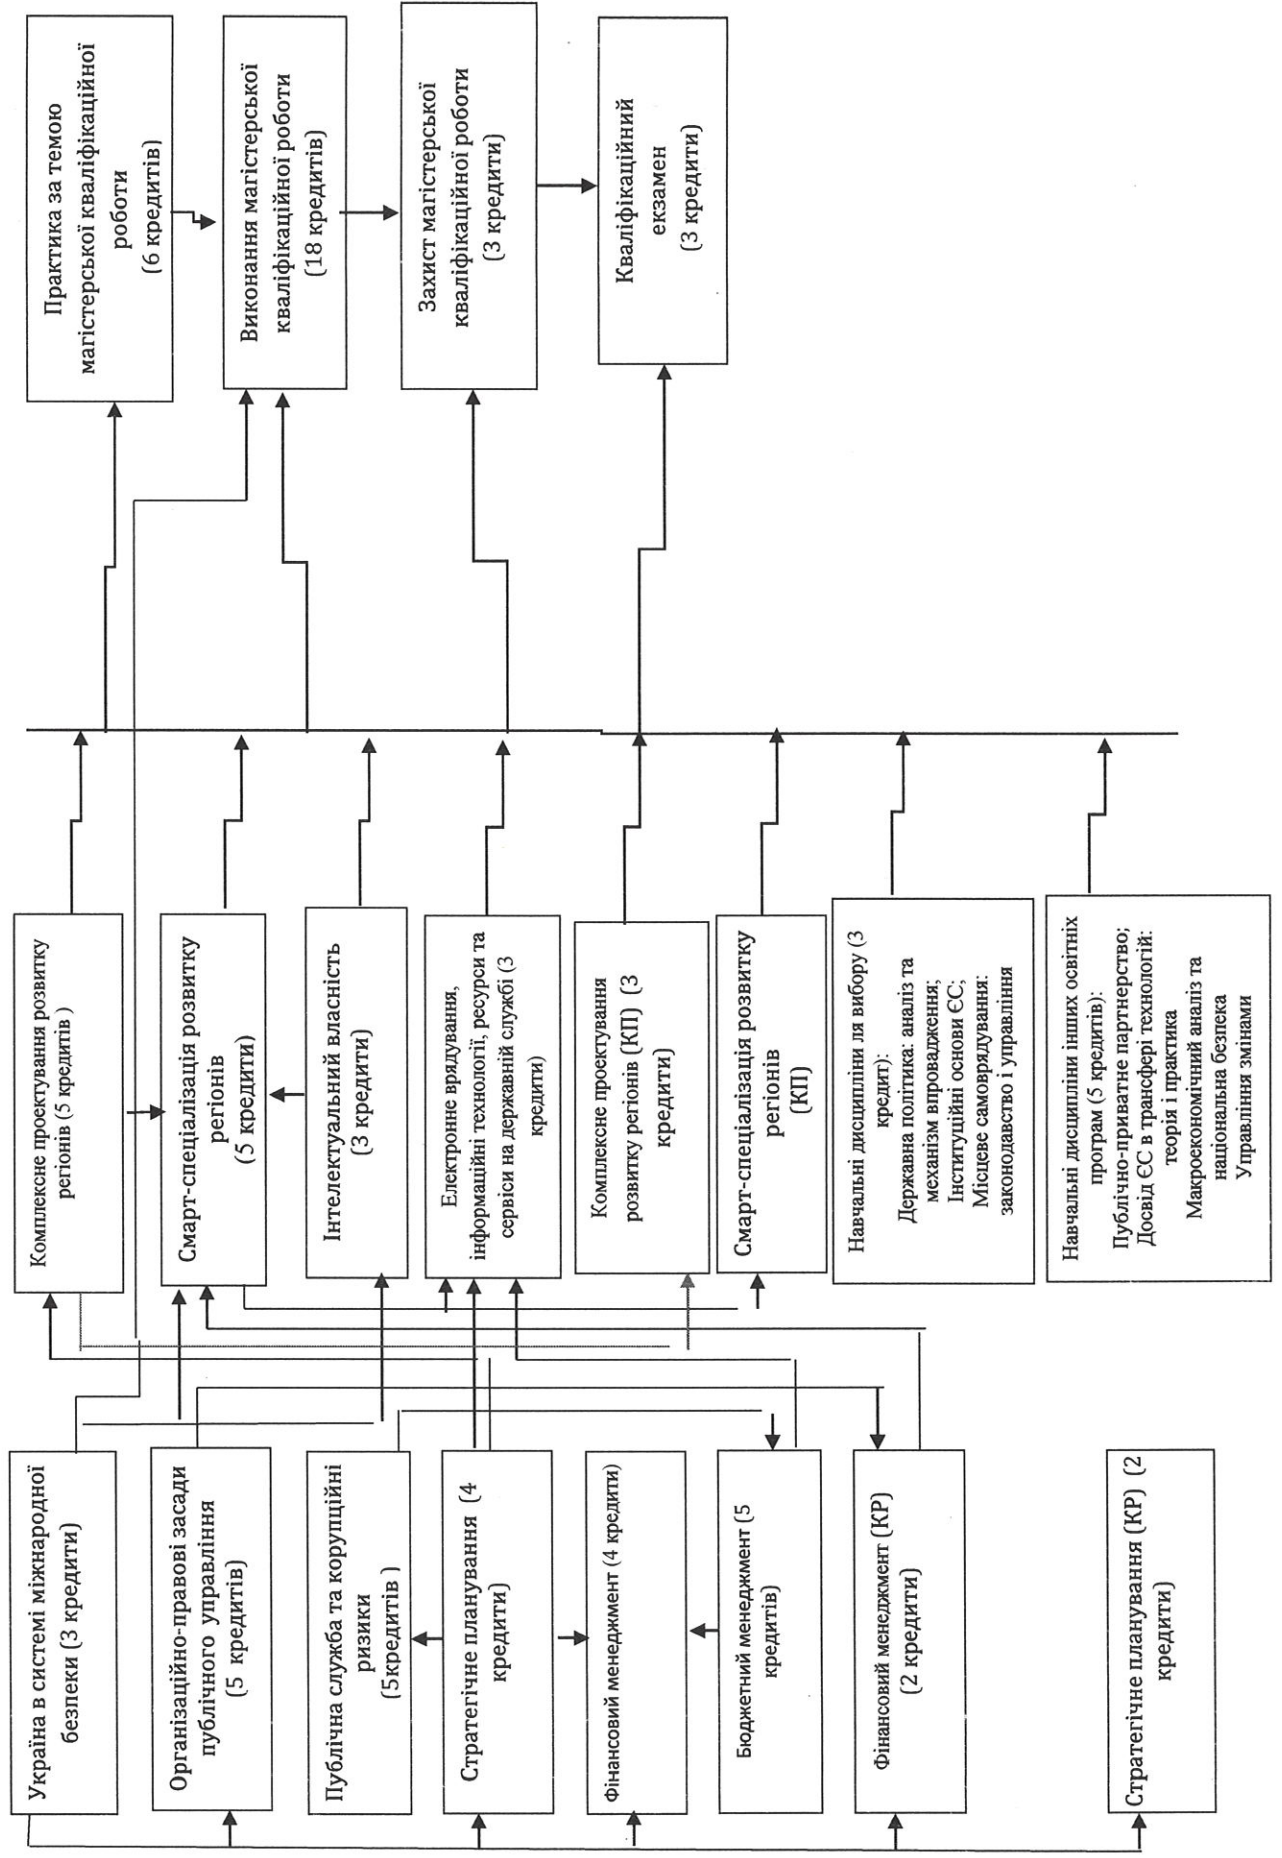 Україна в системі міжнародної
безпеки (3 кредити)
Організаційно-правові засади
публічного управління
(5 кредитів)
Публічна служба та корупційні
ризики
(5кредитів )
Стратегічне планування (4
кредити)
Фінансовий менеджмент (4 кредити)
Бюджетний менеджмент (5
кредитів)
Фінансовий менеджмент (КР)
(2 кредити)
Стратегічне планування (КР) (2
кредити)
Комплексне проектування розвитку
регіонів (5 кредитів )
Смарт-спеціалізація розвитку
регіонів
(5 кредити)
Інтелектуальний власність
(3 кредити)
Електронне врядування,
інформаційні технології, ресурси та
сервіси на державній службі (3
кредити)
Комплексне проектування
розвитку регіонів (КП) (3
кредити)
Смарт-спеціалізація розвитку
регіонів
(КП)
Навчальні дисципліни ля вибору (3
кредит):
Державна політика: аналіз та
механізм впровадження;
Інституційні основи ЄС;
Місцеве самоврядування:
законодавство і управління
Навчальні дисципліни інших освітніх
програм (5 кредитів):
Публічно-приватне партнерство;
Досвід ЄС в трансфері технологій:
теорія і практика
Макроекономічний аналіз та
національна безпека
Управління змінами
Практика за темою
магістерської кваліфікаційної
роботи
(6 кредитів)
Виконання магістерської
кваліфікаційної роботи
(18 кредитів)
Захист магістерської
кваліфікаційної роботи
(3 кредити)
Кваліфікаційний
екзамен
(3 кредити)